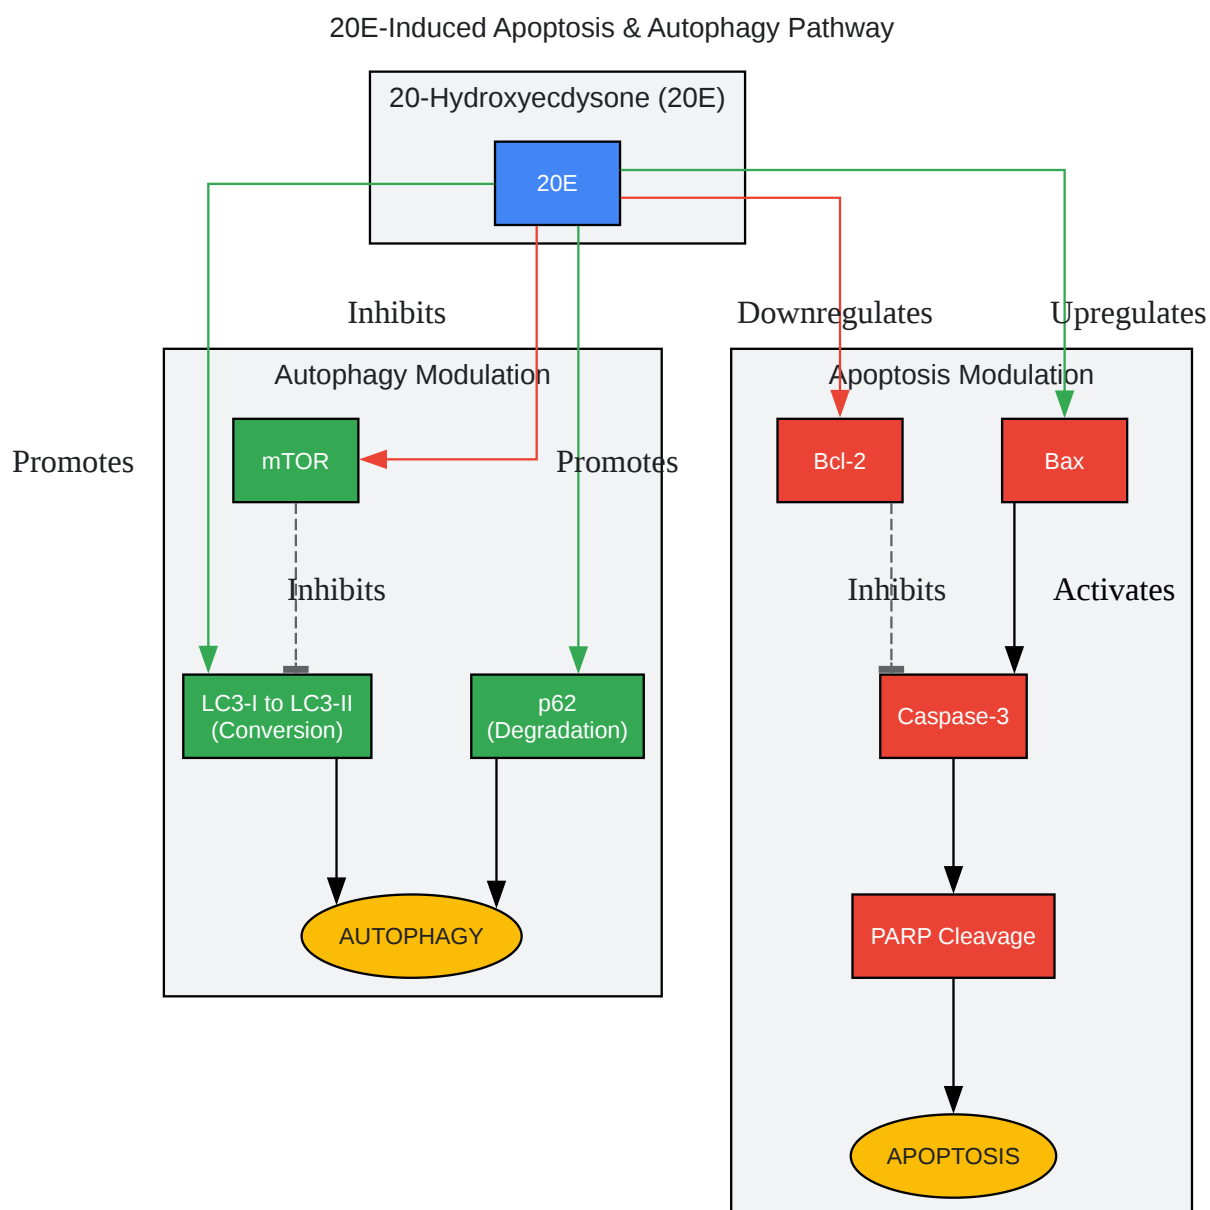 20E-Induced Apoptosis & Autophagy Pathway
20-Hydroxyecdysone (20E)
20E
Inhibits
Downregulates
Upregulates
Autophagy Modulation
Apoptosis Modulation
Promotes
mTOR
Promotes
Bcl-2
Bax
Inhibits
Inhibits
Activates
LC3-I to LC3-II
(Conversion)
p62
(Degradation)
Caspase-3
AUTOPHAGY
PARP Cleavage
APOPTOSIS